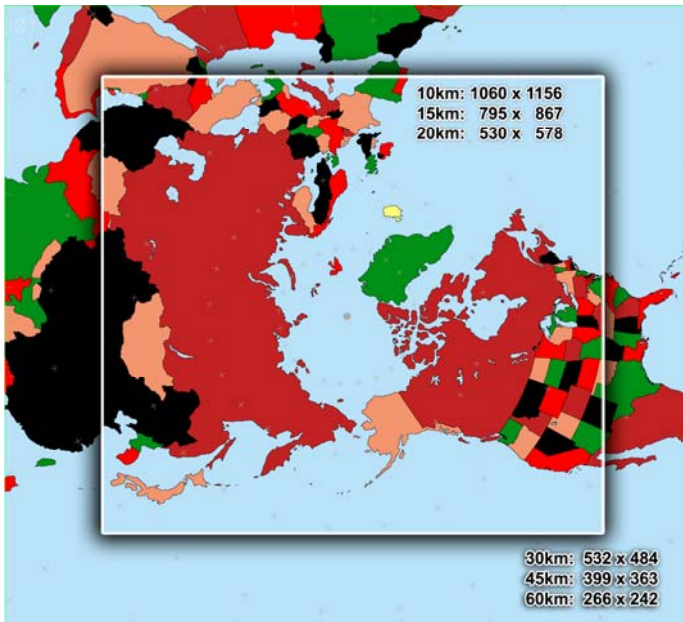 10km: 1060 x 1156
15km: 795 x 867
20km: 530 x 578
30km: 532 x 484
45km: 399 x 363
60km: 266 x 242